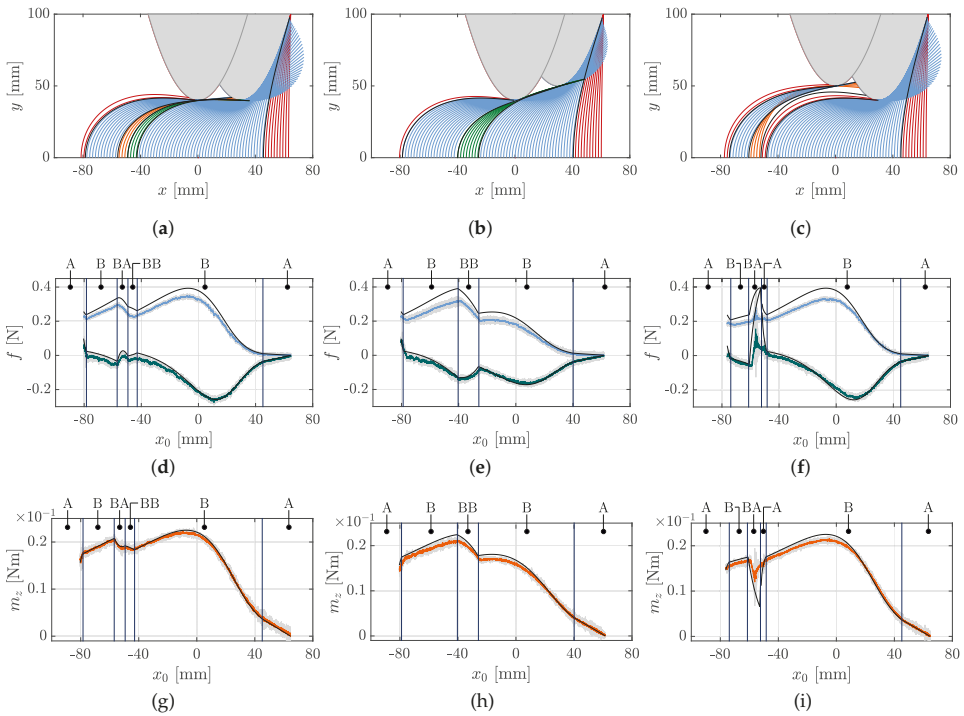 100
50
0
y [mm]
-80 -40 0 40 80
x [mm]
(a)
100
50
0
y [mm]
-80 -40 0 40 80
x [mm]
(b)
100
50
0
y [mm]
-80 -40 0 40 80
x [mm]
(c)
A B BA BB B A
0.4
0.2
0
-0.2
f [N]
-80 -40 0 40 80
x₀ [mm]
(d)
A B BB B A
0.4
0.2
0
-0.2
f [N]
-80 -40 0 40 80
x₀ [mm]
(e)
A B BA A B A
0.4
0.2
0
-0.2
f [N]
-80 -40 0 40 80
x₀ [mm]
(f)
A B BA BB B A
×10⁻¹
0.2
0.1
0
m_z [Nm]
-80 -40 0 40 80
x₀ [mm]
(g)
A B BB B A
×10⁻¹
0.2
0.1
0
m_z [Nm]
-80 -40 0 40 80
x₀ [mm]
(h)
A B BA A B A
×10⁻¹
0.2
0.1
0
m_z [Nm]
-80 -40 0 40 80
x₀ [mm]
(i)